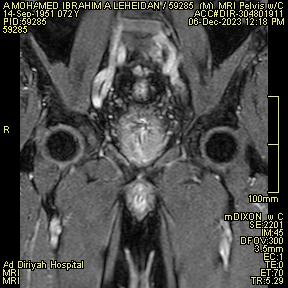 A MOHAMED IBRAHIM A LEHEIDAN / 59285 (M) MRI Pelvis w/C
14-Sep-1951 072Y ACC#DIR-304801911
PID:59285 06-Dec-2023 12:18 PM
59285
R
100mm
mDIXON_w C
SE:2201
IM:45
DFOV:300
3.5mm
EC:1
Ad Diriyah Hospital TE:0
MRI ET:70
MRI TR:5.29